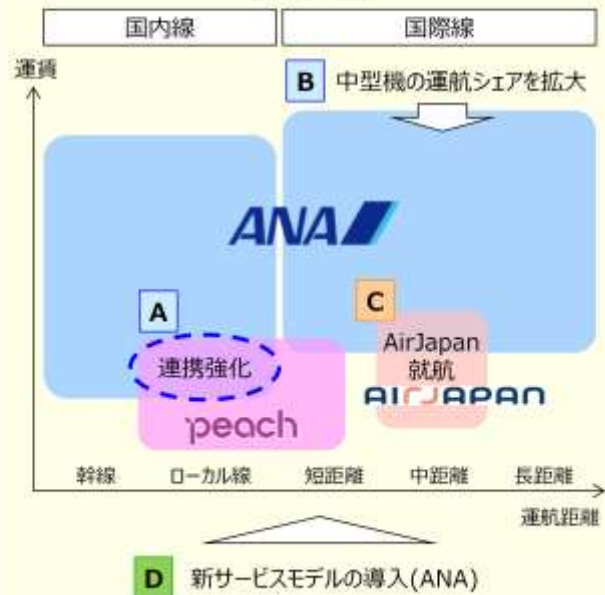 国内線
国際線
運賃
B 中型機の運航シェアを拡大
ANA
A
C
連携強化
AirJapan
就航
AIRJAPAN
peach
幹線
ローカル線
短距離
中距離
長距離
運航距離
D 新サービスモデルの導入(ANA)